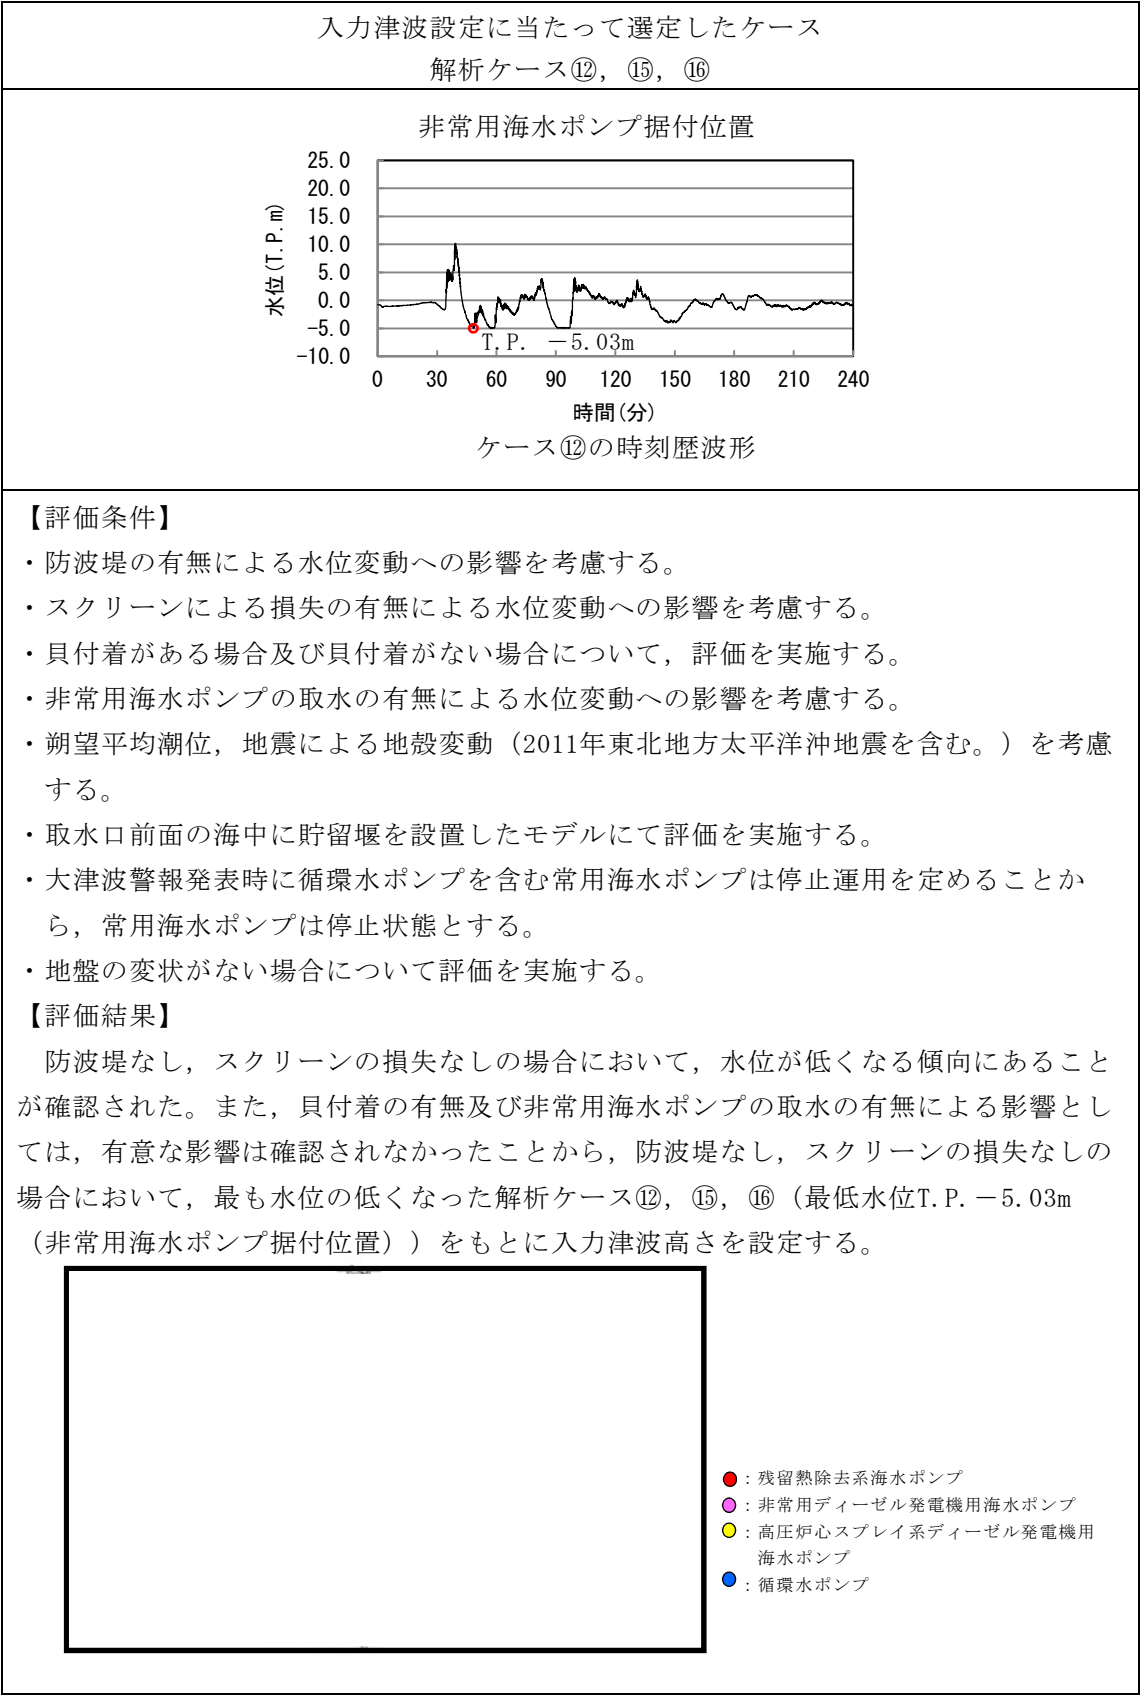 入力津波設定に当たって選定したケース
解析ケース⑫，⑮，⑯
非常用海水ポンプ据付位置
水位(T.P.m)
25.0
20.0
15.0
10.0
5.0
0.0
−5.0
−10.0
T.P. －5.03m
0 30 60 90 120 150 180 210 240
時間(分)
ケース⑫の時刻歴波形
【評価条件】
・防波堤の有無による水位変動への影響を考慮する。
・スクリーンによる損失の有無による水位変動への影響を考慮する。
・貝付着がある場合及び貝付着がない場合について，評価を実施する。
・非常用海水ポンプの取水の有無による水位変動への影響を考慮する。
・朔望平均潮位，地震による地殻変動（2011年東北地方太平洋沖地震を含む。）を考慮
する。
・取水口前面の海中に貯留堰を設置したモデルにて評価を実施する。
・大津波警報発表時に循環水ポンプを含む常用海水ポンプは停止運用を定めることか
ら，常用海水ポンプは停止状態とする。
・地盤の変状がない場合について評価を実施する。
【評価結果】
防波堤なし，スクリーンの損失なしの場合において，水位が低くなる傾向にあること
が確認された。また，貝付着の有無及び非常用海水ポンプの取水の有無による影響とし
ては，有意な影響は確認されなかったことから，防波堤なし，スクリーンの損失なしの
場合において，最も水位の低くなった解析ケース⑫，⑮，⑯（最低水位T.P.－5.03m
（非常用海水ポンプ据付位置））をもとに入力津波高さを設定する。
：残留熱除去系海水ポンプ
：非常用ディーゼル発電機用海水ポンプ
：高圧炉心スプレイ系ディーゼル発電機用
海水ポンプ
：循環水ポンプ